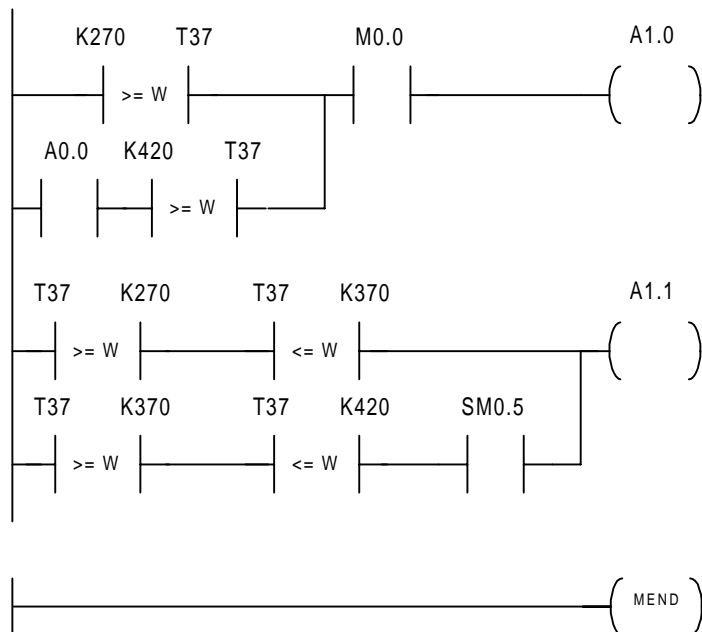 K270 T37 M0.0 A1.0
>= W
A0.0 K420 T37
>= W
T37 K270 T37 K370 A1.1
>= W <= W
T37 K370 T37 K420 SM0.5
>= W <= W
MEND